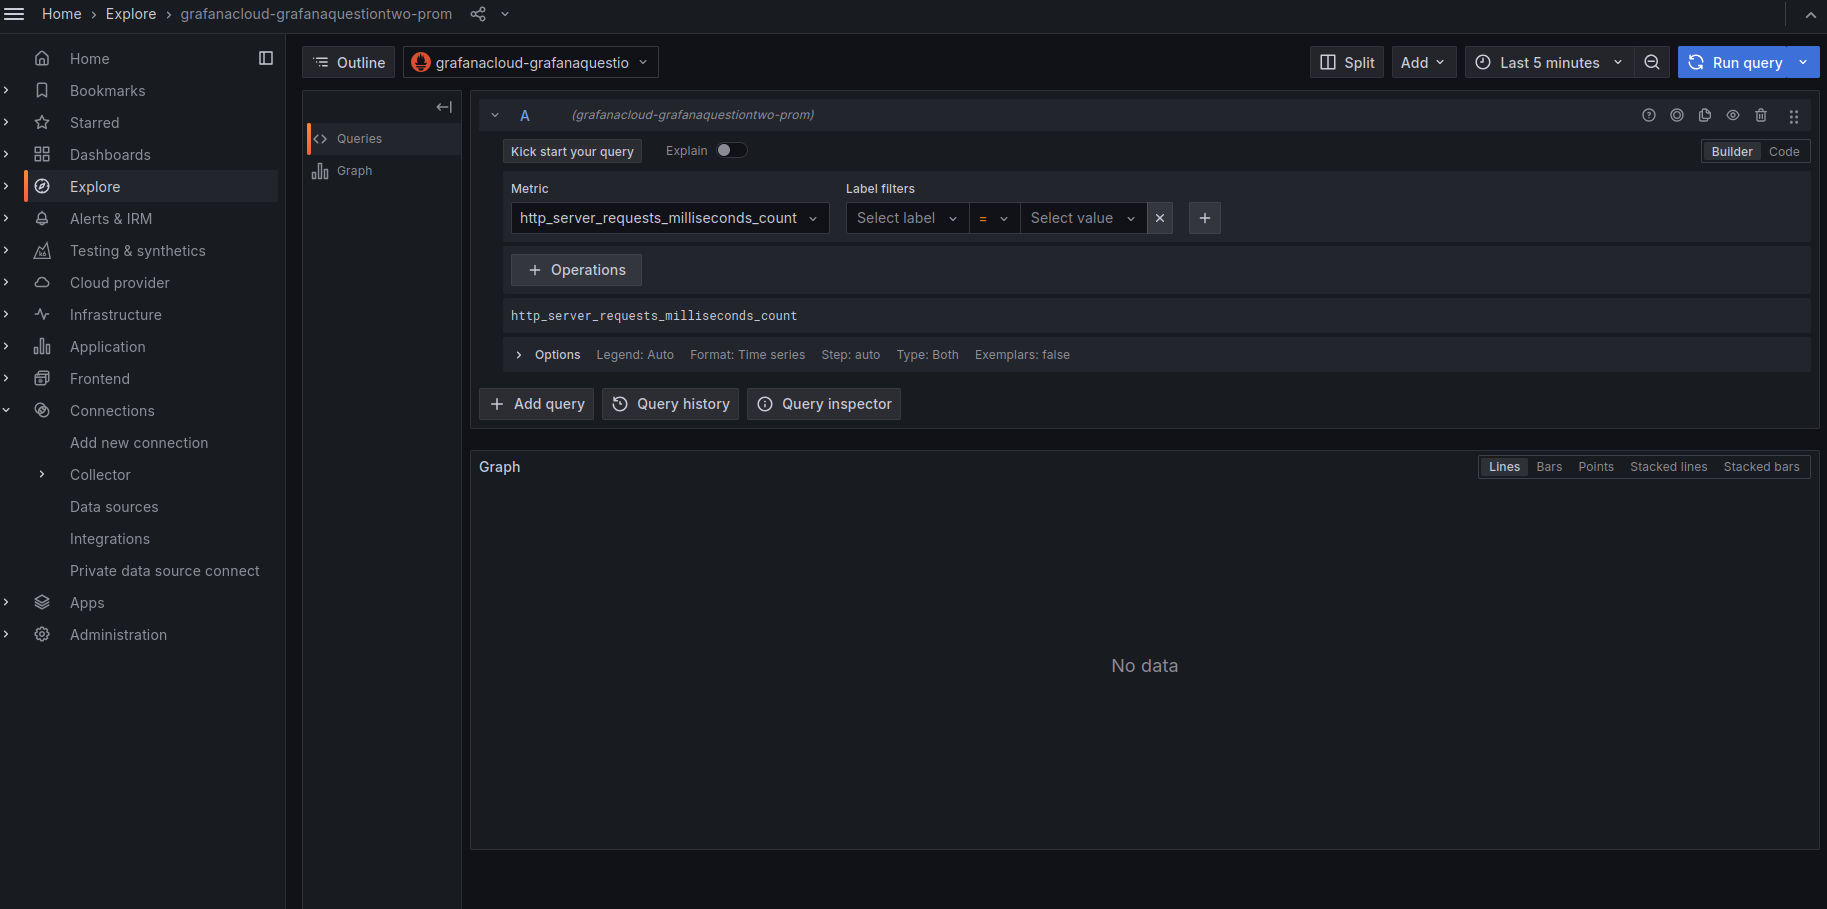 Home › Explore › grafanacloud-grafanaquestiontwo-prom
Home
Bookmarks
Starred
Dashboards
Explore
Alerts & IRM
Testing & synthetics
Cloud provider
Infrastructure
Application
Frontend
Connections
Add new connection
Collector
Data sources
Integrations
Private data source connect
Apps
Administration
Outline grafanacloud-grafanaquestio Split Add Last 5 minutes Run query
Queries
Graph
A (grafanacloud-grafanaquestiontwo-prom)
Kick start your query Explain Builder Code
Metric Label filters
http_server_requests_milliseconds_count Select label = Select value
+ Operations
http_server_requests_milliseconds_count
Options Legend: Auto Format: Time series Step: auto Type: Both Exemplars: false
+ Add query Query history Query inspector
Graph Lines Bars Points Stacked lines Stacked bars
No data